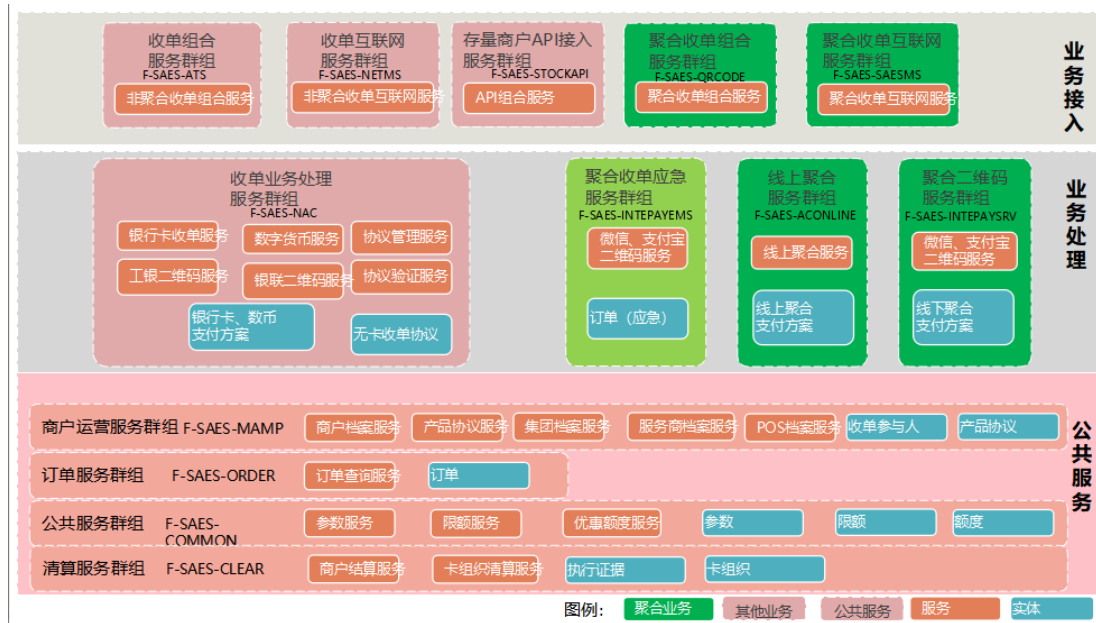 收单组合
服务群组
F-SAES-ATS
非聚合收单组合服务
收单互联网
服务群组
F-SAES-NETMS
非聚合收单互联网服务
存量商户API接入
服务群组
F-SAES-STOCKAPI
API组合服务
聚合收单组合
服务群组
F-SAES-QRCODE
聚合收单组合服务
聚合收单互联网
服务群组
F-SAES-SAESMS
聚合收单互联网服务
业务接入
收单业务处理
服务群组
F-SAES-NAC
银行卡收单服务
数字货币服务
协议管理服务
工银二维码服务
银联二维码服务
协议验证服务
银行卡、数币
支付方案
无卡收单协议
聚合收单应急
服务群组
F-SAES-INTEPAYEMS
微信、支付宝
二维码服务
订单（应急）
线上聚合
服务群组
F-SAES-ACONLINE
线上聚合服务
线上聚合
支付方案
聚合二维码
服务群组
F-SAES-INTEPAYSRV
微信、支付宝
二维码服务
线下聚合
支付方案
业务处理
商户运营服务群组 F-SAES-MAMP
商户档案服务
产品协议服务
集团档案服务
服务商档案服务
POS档案服务
收单参与人
产品协议
订单服务群组 F-SAES-ORDER
订单查询服务
订单
公共服务群组 F-SAES-
COMMON
参数服务
限额服务
优惠额度服务
参数
限额
额度
清算服务群组 F-SAES-CLEAR
商户结算服务
卡组织清算服务
执行证据
卡组织
公共服务
图例：
聚合业务
其他业务
公共服务
服务
实体